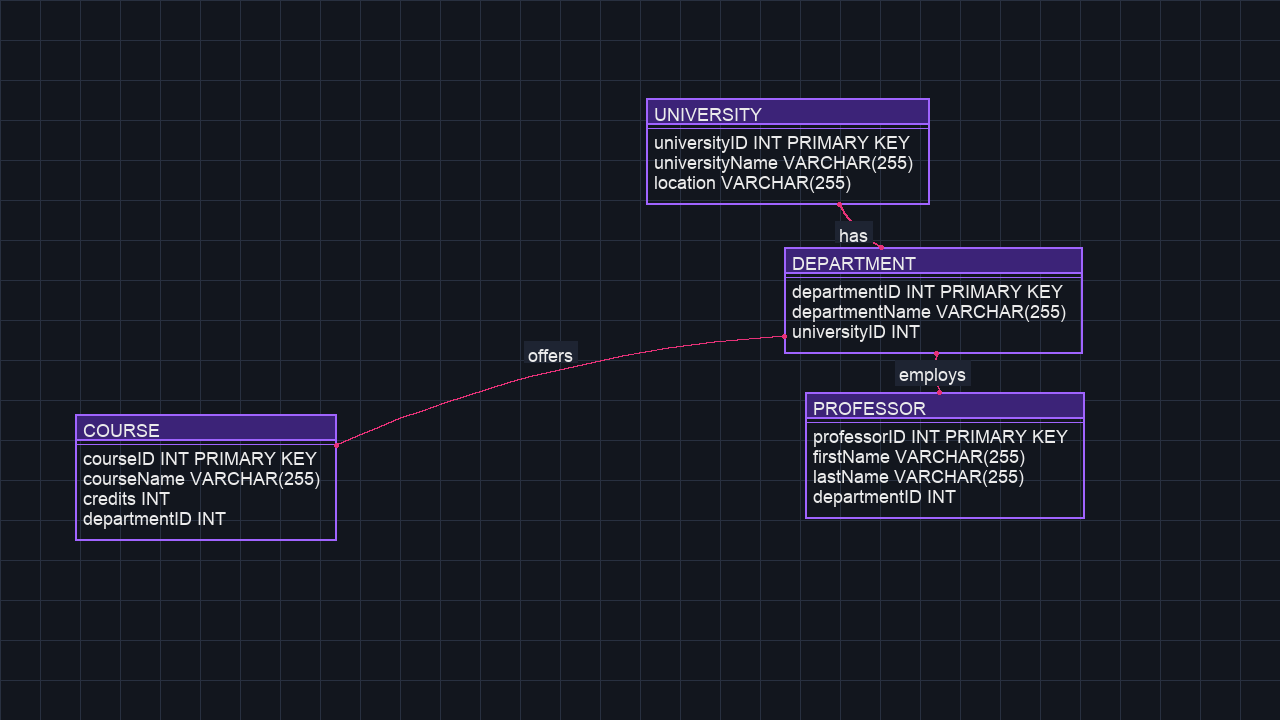 UNIVERSITY
universityID INT PRIMARY KEY
universityName VARCHAR(255)
location VARCHAR(255)
has
DEPARTMENT
departmentID INT PRIMARY KEY
departmentName VARCHAR(255)
universityID INT
offers
employs
PROFESSOR
professorID INT PRIMARY KEY
firstName VARCHAR(255)
lastName VARCHAR(255)
departmentID INT
COURSE
courseID INT PRIMARY KEY
courseName VARCHAR(255)
credits INT
departmentID INT